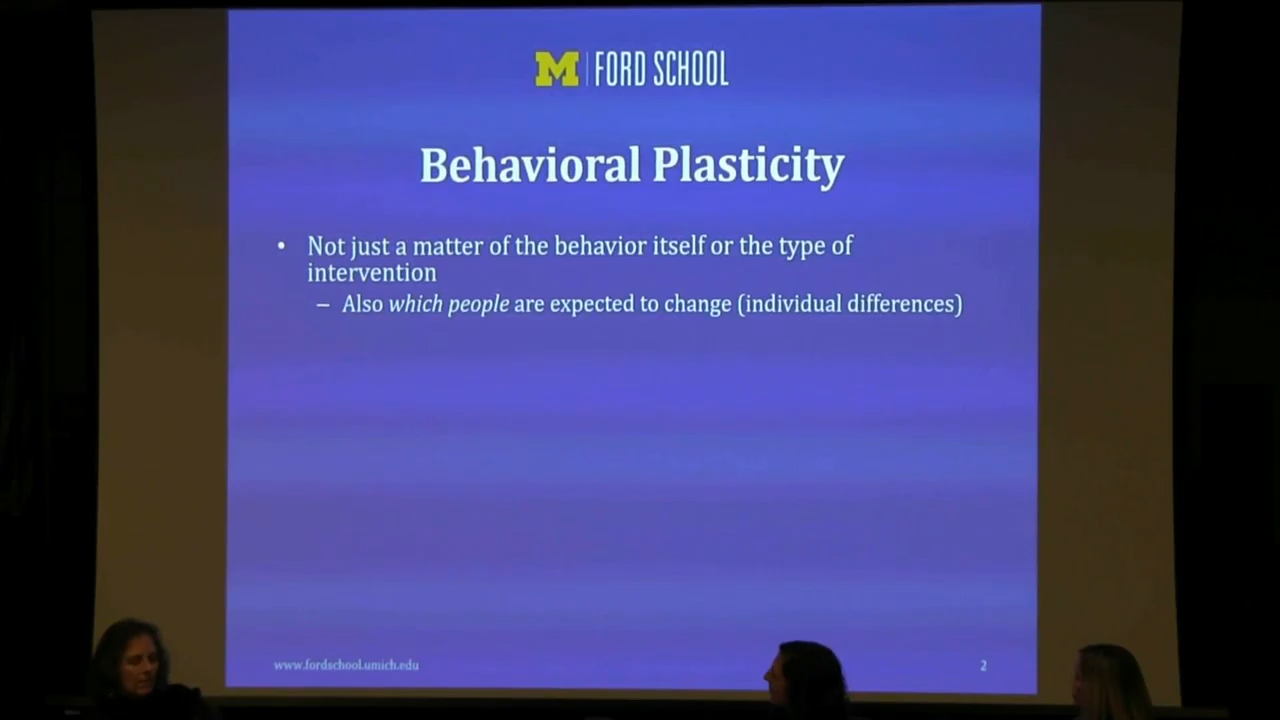 M | FORD SCHOOL
Behavioral Plasticity
• Not just a matter of the behavior itself or the type of
intervention
– Also which people are expected to change (individual differences)
www.fordschool.umich.edu
2